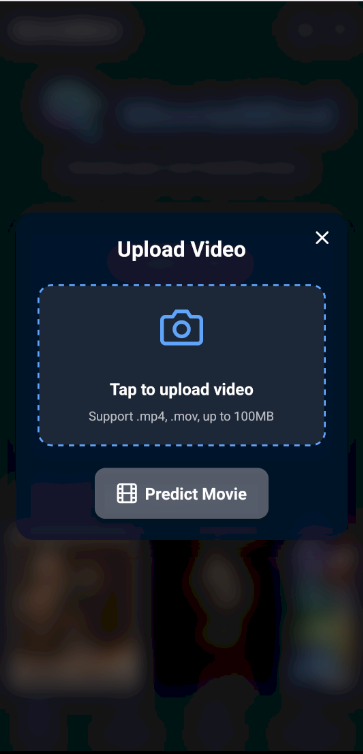 Upload Video
Tap to upload video
Support .mp4, .mov, up to 100MB
Predict Movie